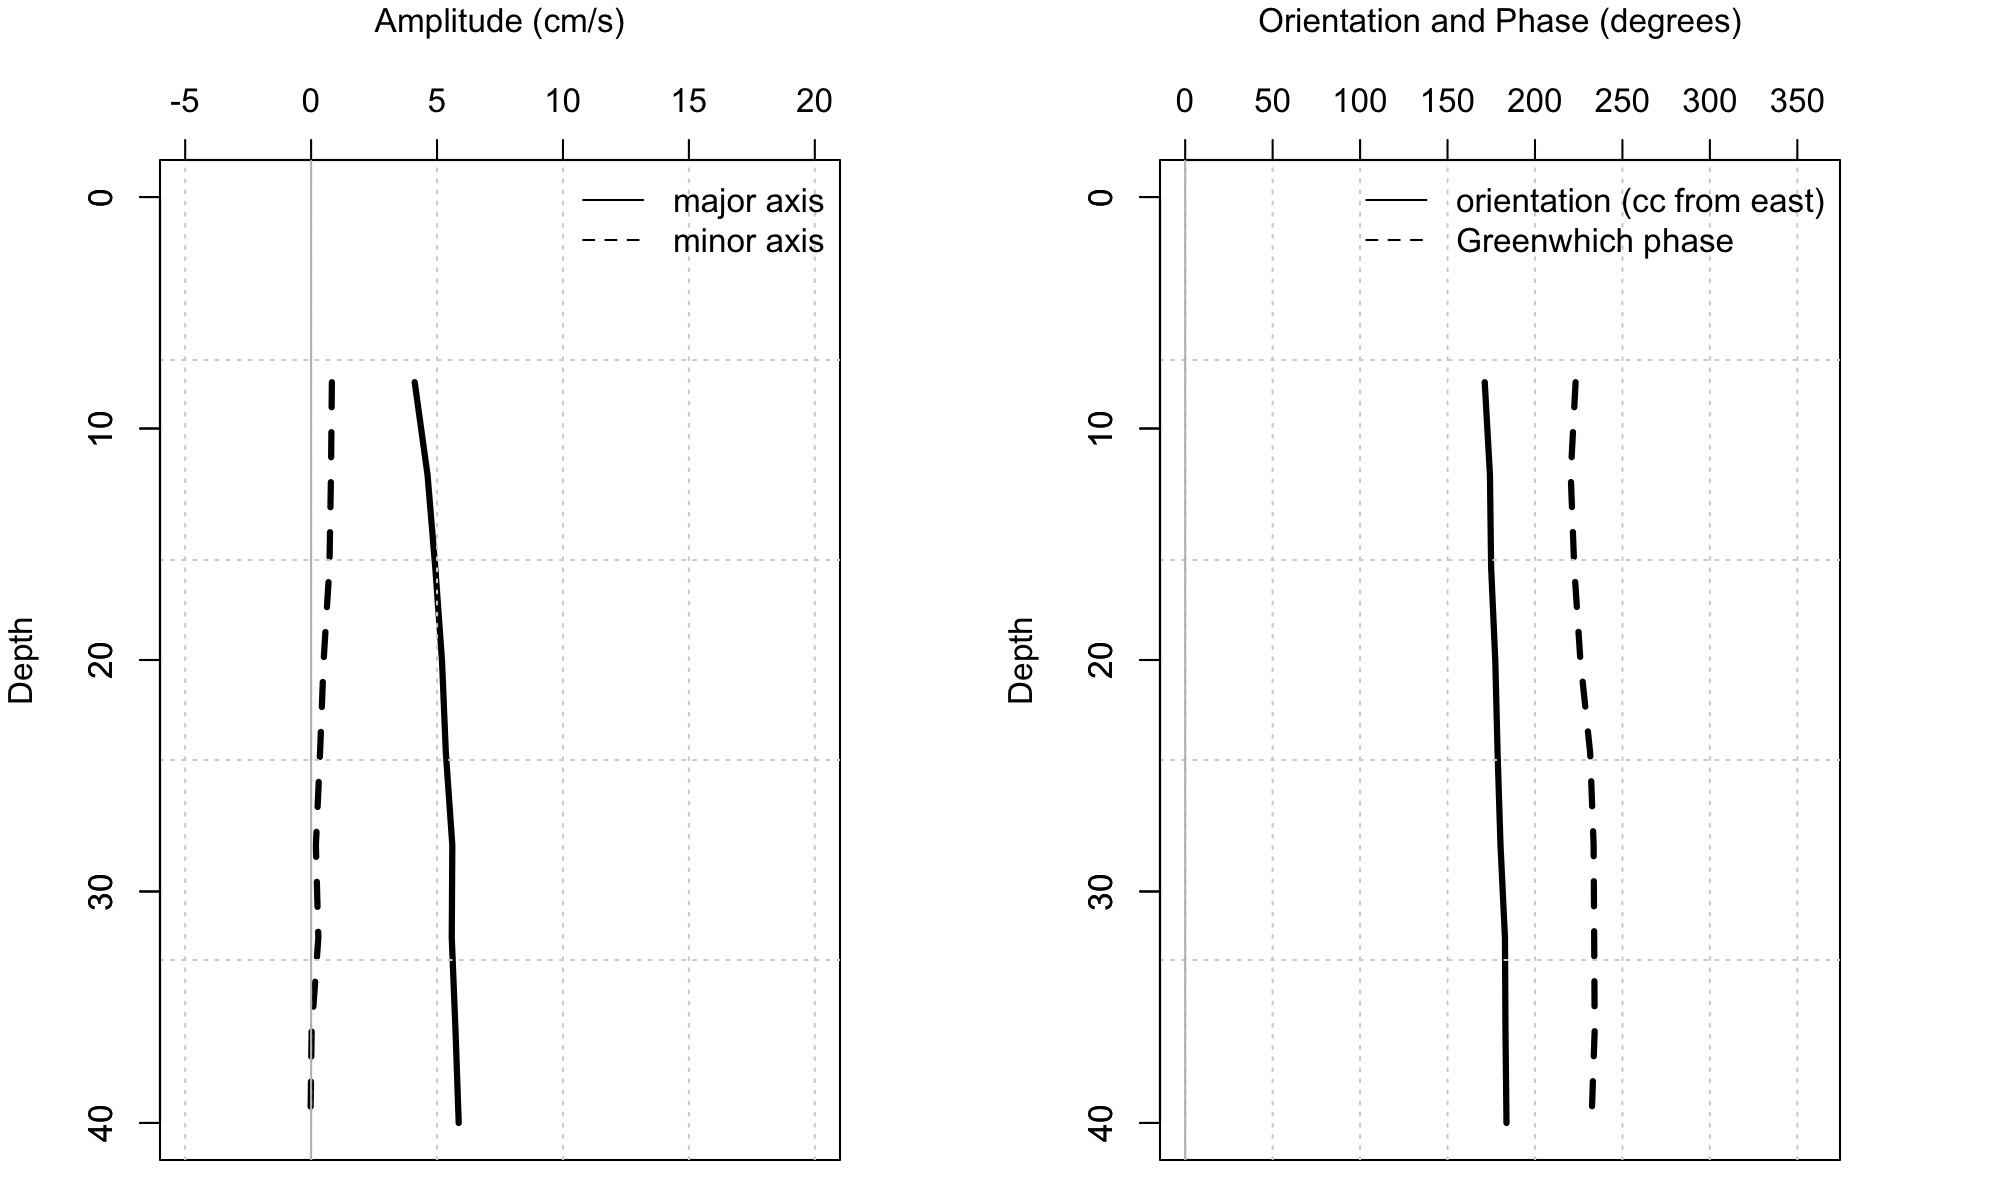 Amplitude (cm/s)
-5 0 5 10 15 20
major axis
minor axis
0
10
20
30
40
Depth
Orientation and Phase (degrees)
0 50 100 150 200 250 300 350
orientation (cc from east)
Greenwhich phase
0
10
20
30
40
Depth